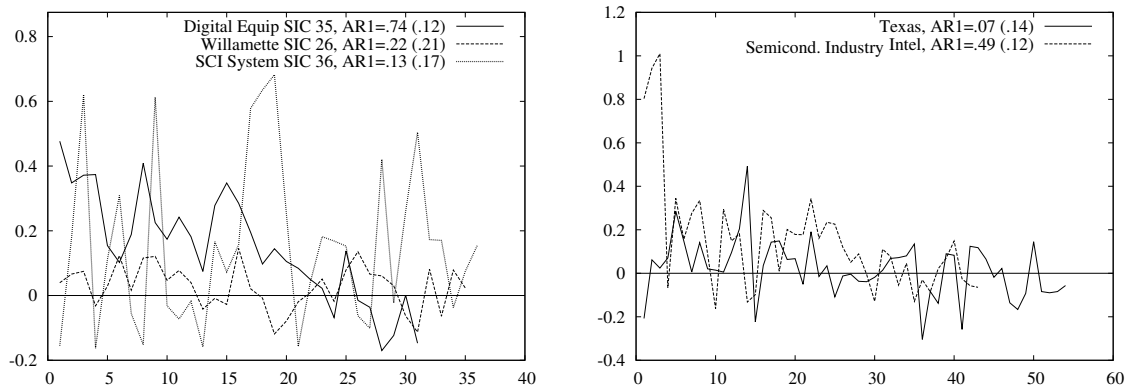 Digital Equip SIC 35, AR1=.74 (.12)
Willamette SIC 26, AR1=.22 (.21)
SCI System SIC 36, AR1=.13 (.17)
0.8
0.6
0.4
0.2
0
-0.2
0 5 10 15 20 25 30 35 40
Texas, AR1=.07 (.14)
Semicond. Industry Intel, AR1=.49 (.12)
1.2
1
0.8
0.6
0.4
0.2
0
-0.2
-0.4
0 10 20 30 40 50 60